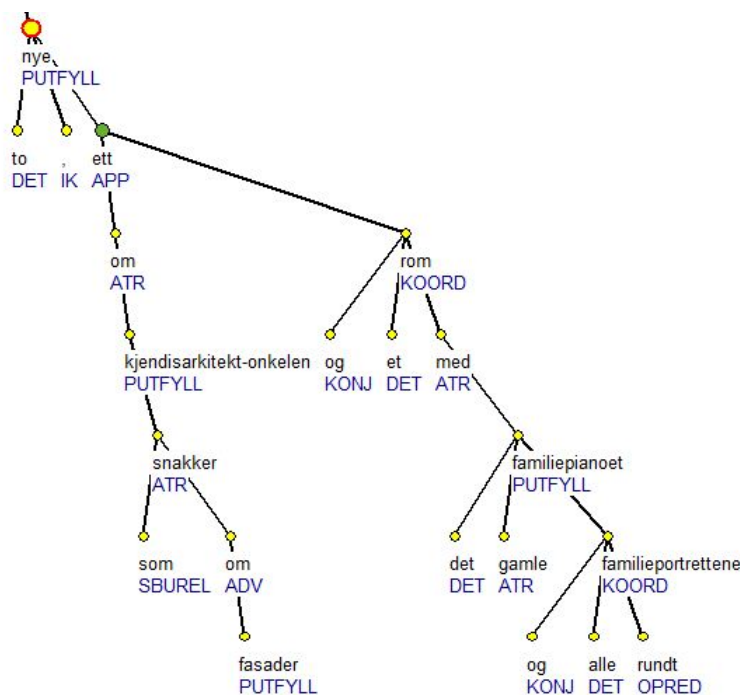 nye
PUTFYLL
to , ett
DET IK APP
om rom
ATR KOORD
kjendisarkitekt-onkelen og et med
PUTFYLL KONJ DET ATR
snakker familiepianoet
ATR PUTFYLL
som om det gamle familieportrettene
SBUREL ADV DET ATR KOORD
fasader og alle rundt
PUTFYLL KONJ DET OPRED